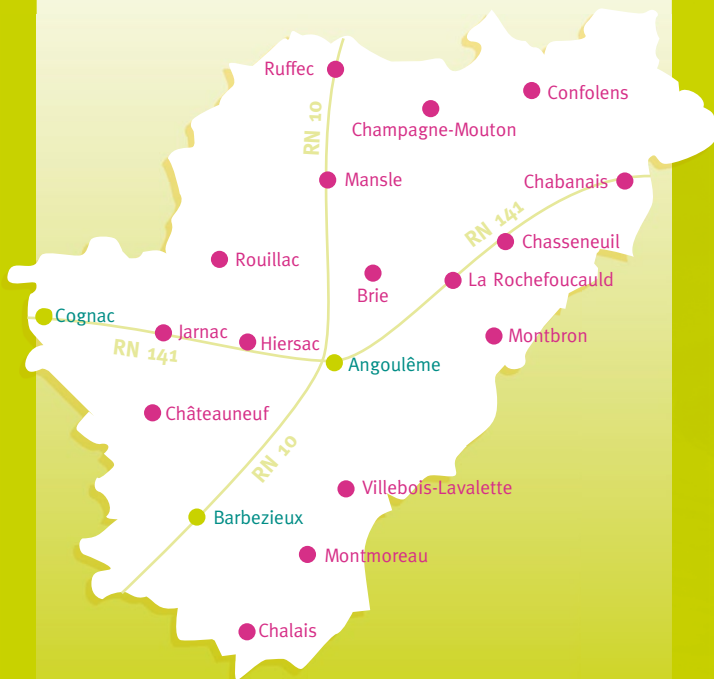 Ruffec
Confolens
Champagne-Mouton
RN 10
Mansle
Chabanais
RN 141
Chasseneuil
Rouillac
Brie
La Rochefoucauld
Cognac
Jarnac
Hiersac
Montbron
RN 141
Angoulême
Châteauneuf
RN 10
Villebois-Lavalette
Barbezieux
Montmoreau
Chalais